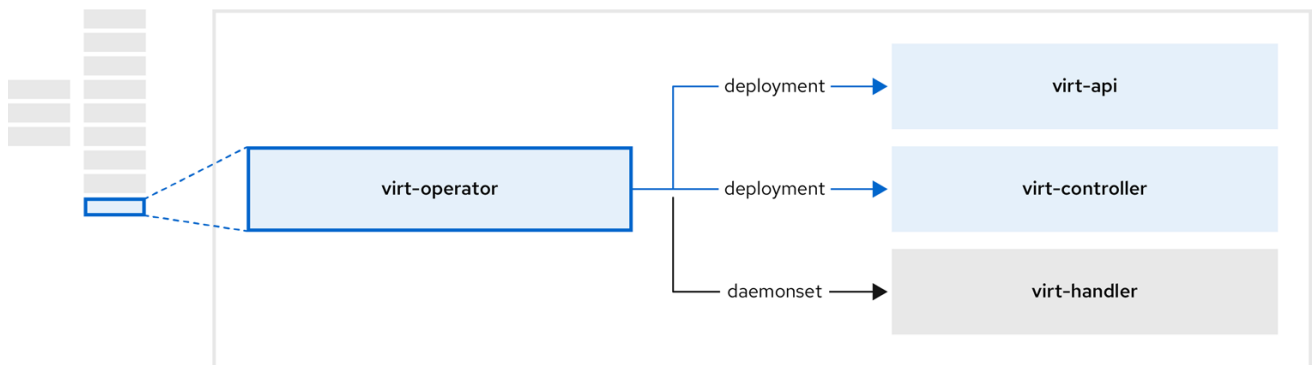 deployment
virt-api
virt-operator
deployment
virt-controller
daemonset
virt-handler